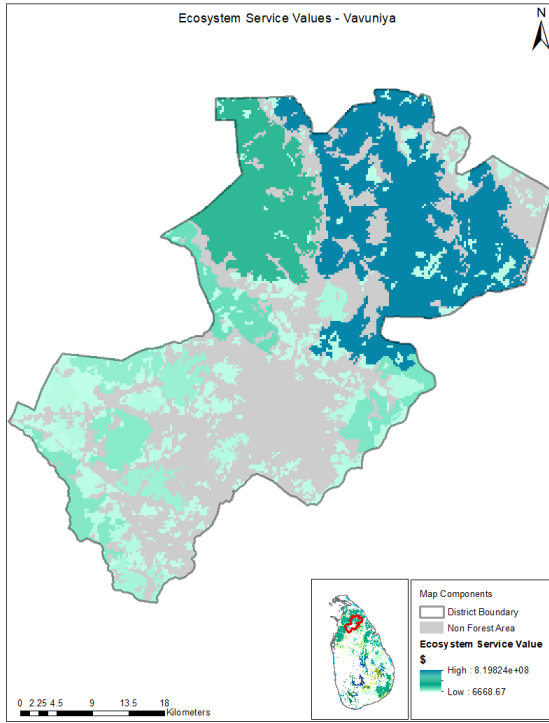 Ecosystem Service Values - Vavuniya
N
Map Components
District Boundary
Non Forest Area
Ecosystem Service Value
$
High : 8.19824e+08
Low : 6668.67
0 2.25 4.5 9 13.5 18
Kilometers